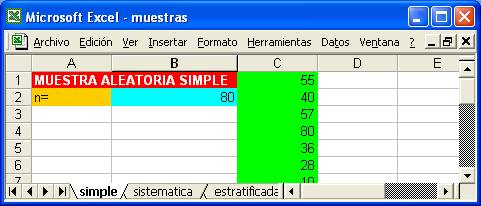 Microsoft Excel - muestras
Archivo Edición Ver Insertar Formato Herramientas Datos Ventana ?
A B C D E
1 MUESTRA ALEATORIA SIMPLE 55
2 n= 80 40
3 57
4 80
5 36
6 28
7 10
simple sistematica estratificada